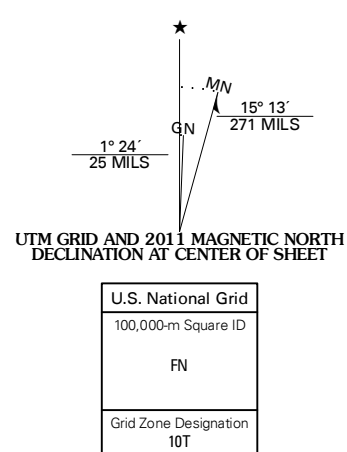 ★
MN
15° 13´
271 MILS
GN
1° 24´
25 MILS
UTM GRID AND 2011 MAGNETIC NORTH
DECLINATION AT CENTER OF SHEET
U.S. National Grid
100,000-m Square ID
FN
Grid Zone Designation
10T